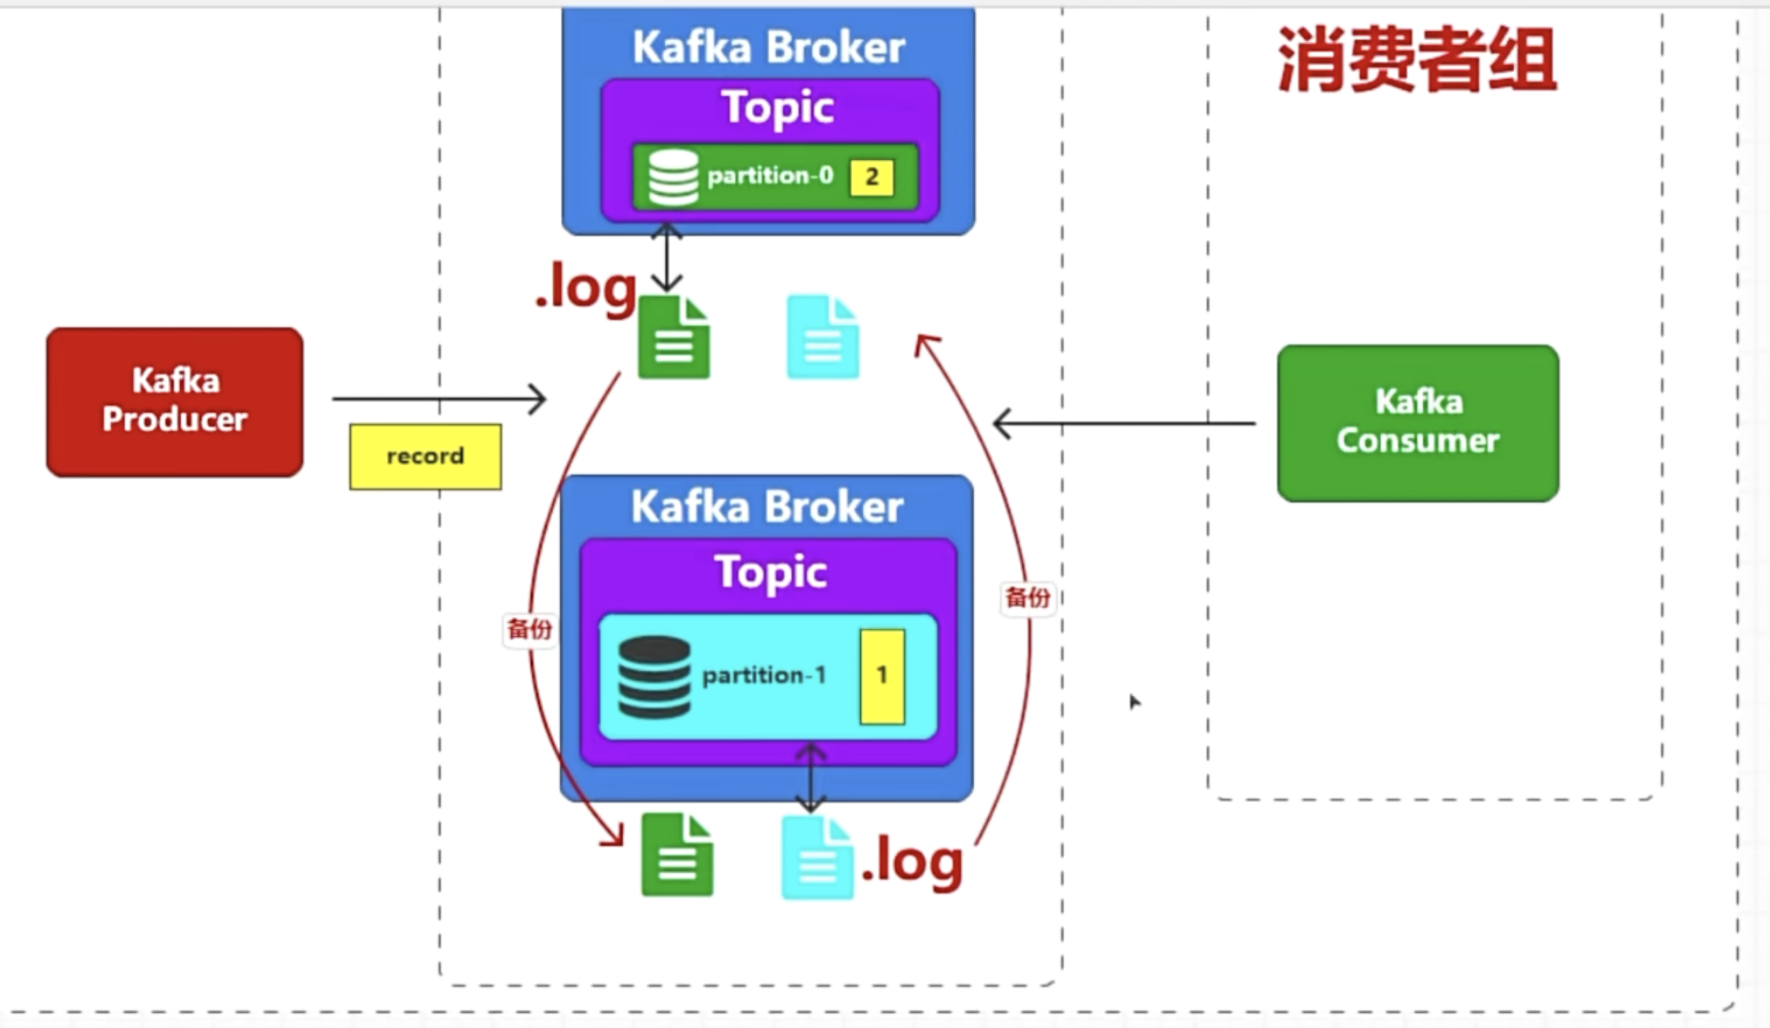 Kafka Broker
Topic
partition-0 2
.log
消费者组
Kafka
Producer
record
Kafka
Consumer
Kafka Broker
Topic
partition-1 1
备份
备份
.log